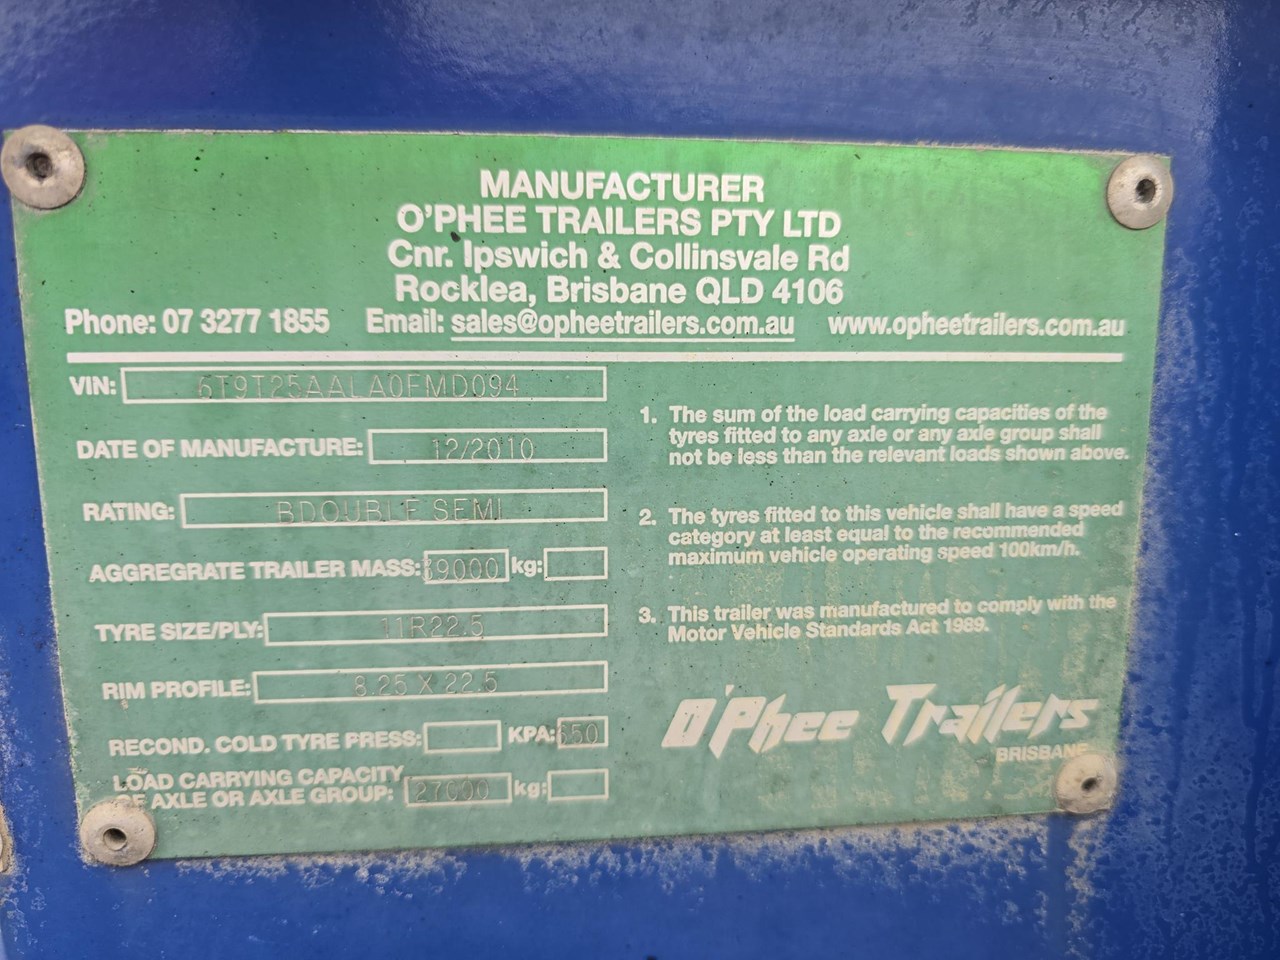 MANUFACTURER
O'PHEE TRAILERS PTY LTD
Cnr. Ipswich & Collinsvale Rd
Rocklea, Brisbane QLD 4106
Phone: 07 3277 1855 Email: sales@opheetrailers.com.au www.opheetrailers.com.au
VIN: 6T9T25AALA0FMD094
DATE OF MANUFACTURE: 12/2010
RATING: BDOUBLE SEMI
AGGREGRATE TRAILER MASS: 39000 kg:
TYRE SIZE/PLY: 11R22.5
RIM PROFILE: 8.25 X 22.5
RECOND. COLD TYRE PRESS: KPA: 650
LOAD CARRYING CAPACITY
OF AXLE OR AXLE GROUP: 27000 kg:
1. The sum of the load carrying capacities of the
tyres fitted to any axle or any axle group shall
not be less than the relevant loads shown above.
2. The tyres fitted to this vehicle shall have a speed
category at least equal to the recommended
maximum vehicle operating speed 100km/h.
3. This trailer was manufactured to comply with the
Motor Vehicle Standards Act 1989.
O'Phee Trailers
BRISBANE